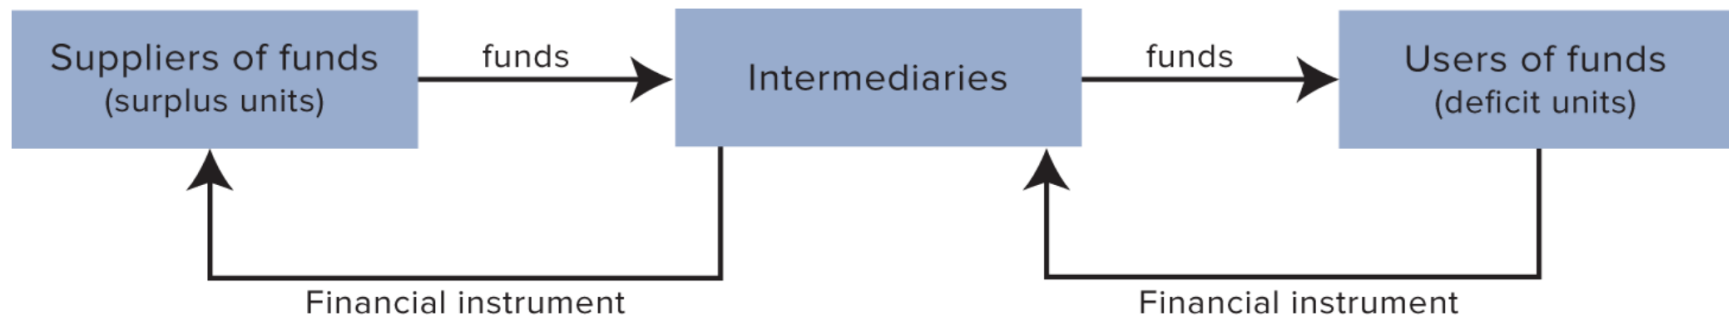 Suppliers of funds
(surplus units)
funds
Intermediaries
funds
Users of funds
(deficit units)
Financial instrument
Financial instrument